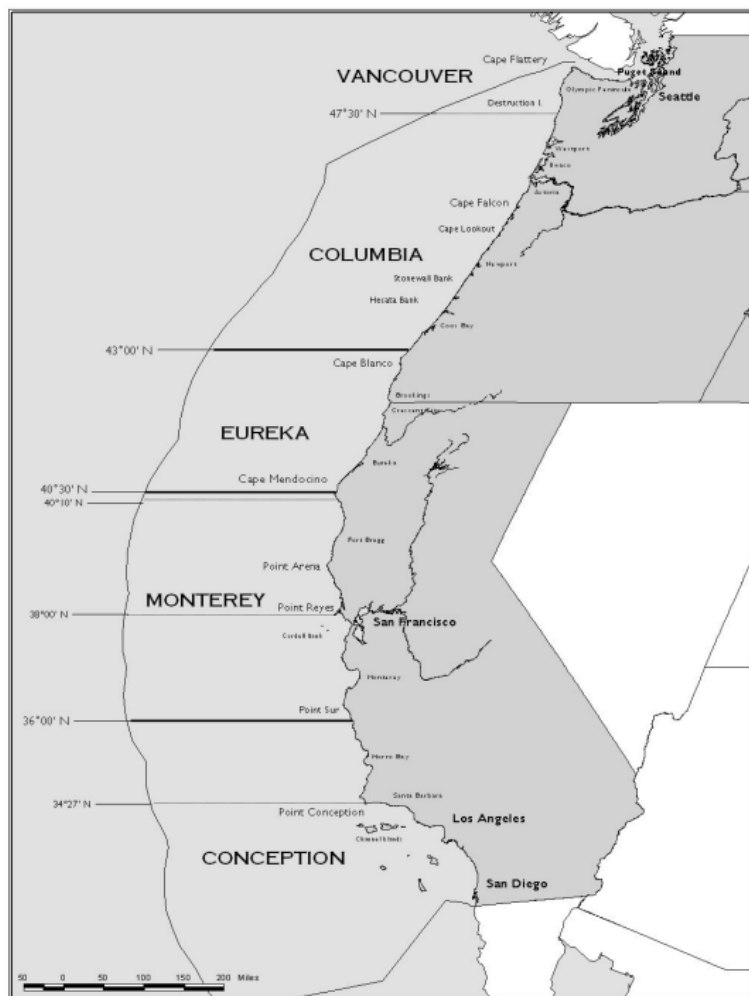 Cape Flattery
VANCOUVER
Puget Sound
Olympic Peninsula
Seattle
Destruction I.
47°30' N
Westport
Ilwaco
Astoria
Cape Falcon
Cape Lookout
COLUMBIA
Newport
Stonewall Bank
Heceta Bank
Coos Bay
43°00' N
Cape Blanco
Brookings
Crescent City
EUREKA
Eureka
Cape Mendocino
40°30' N
40°10' N
Fort Bragg
Point Arena
MONTEREY
Point Reyes
38°00' N
San Francisco
Cordell Bank
Monterey
Point Sur
36°00' N
Morro Bay
Santa Barbara
34°27' N
Point Conception
Los Angeles
Channel Islands
CONCEPTION
San Diego
50 0 50 100 150 200 Miles